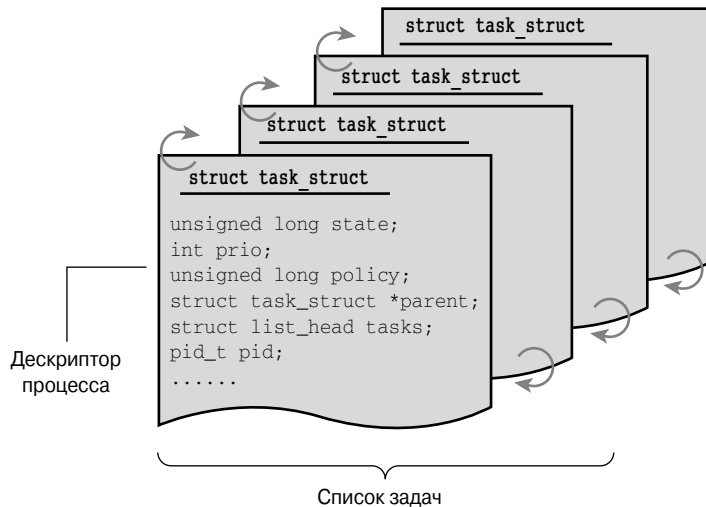 struct task_struct
struct task_struct
struct task_struct
struct task_struct
unsigned long state;
int prio;
unsigned long policy;
struct task_struct *parent;
struct list_head tasks;
pid_t pid;
......
Дескриптор
процесса
Список задач